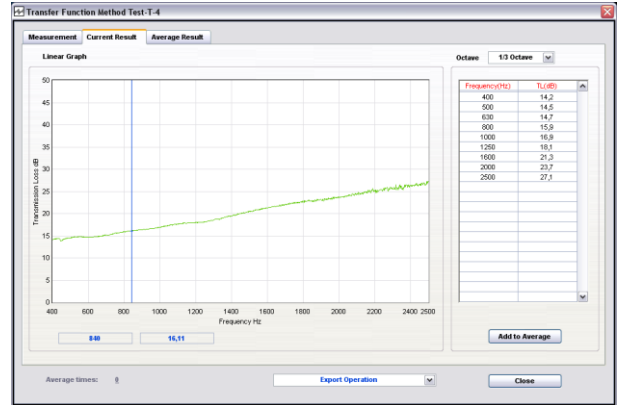 Transfer Function Method Test-T-4
Measurement Current Result Average Result
Linear Graph
Octave 1/3 Octave
50
45
40
35
30
25
20
15
10
5
0
Transmission Loss dB
400 600 800 1000 1200 1400 1600 1800 2000 2200 2400 2500
Frequency Hz
840 16,11
Frequency(Hz) TL(dB)
400 14,2
500 14,5
630 14,7
800 15,9
1000 16,9
1250 18,1
1600 21,3
2000 23,7
2500 27,1
Add to Average
Average times: 0
Export Operation
Close